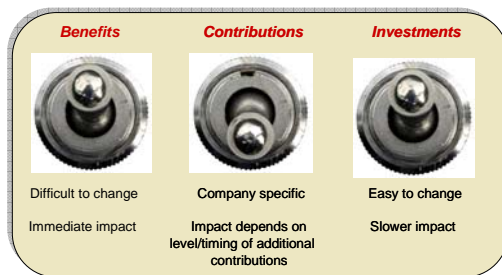 Benefits
Contributions
Investments
Difficult to change
Company specific
Easy to change
Immediate impact
Impact depends on
level/timing of additional
contributions
Slower impact